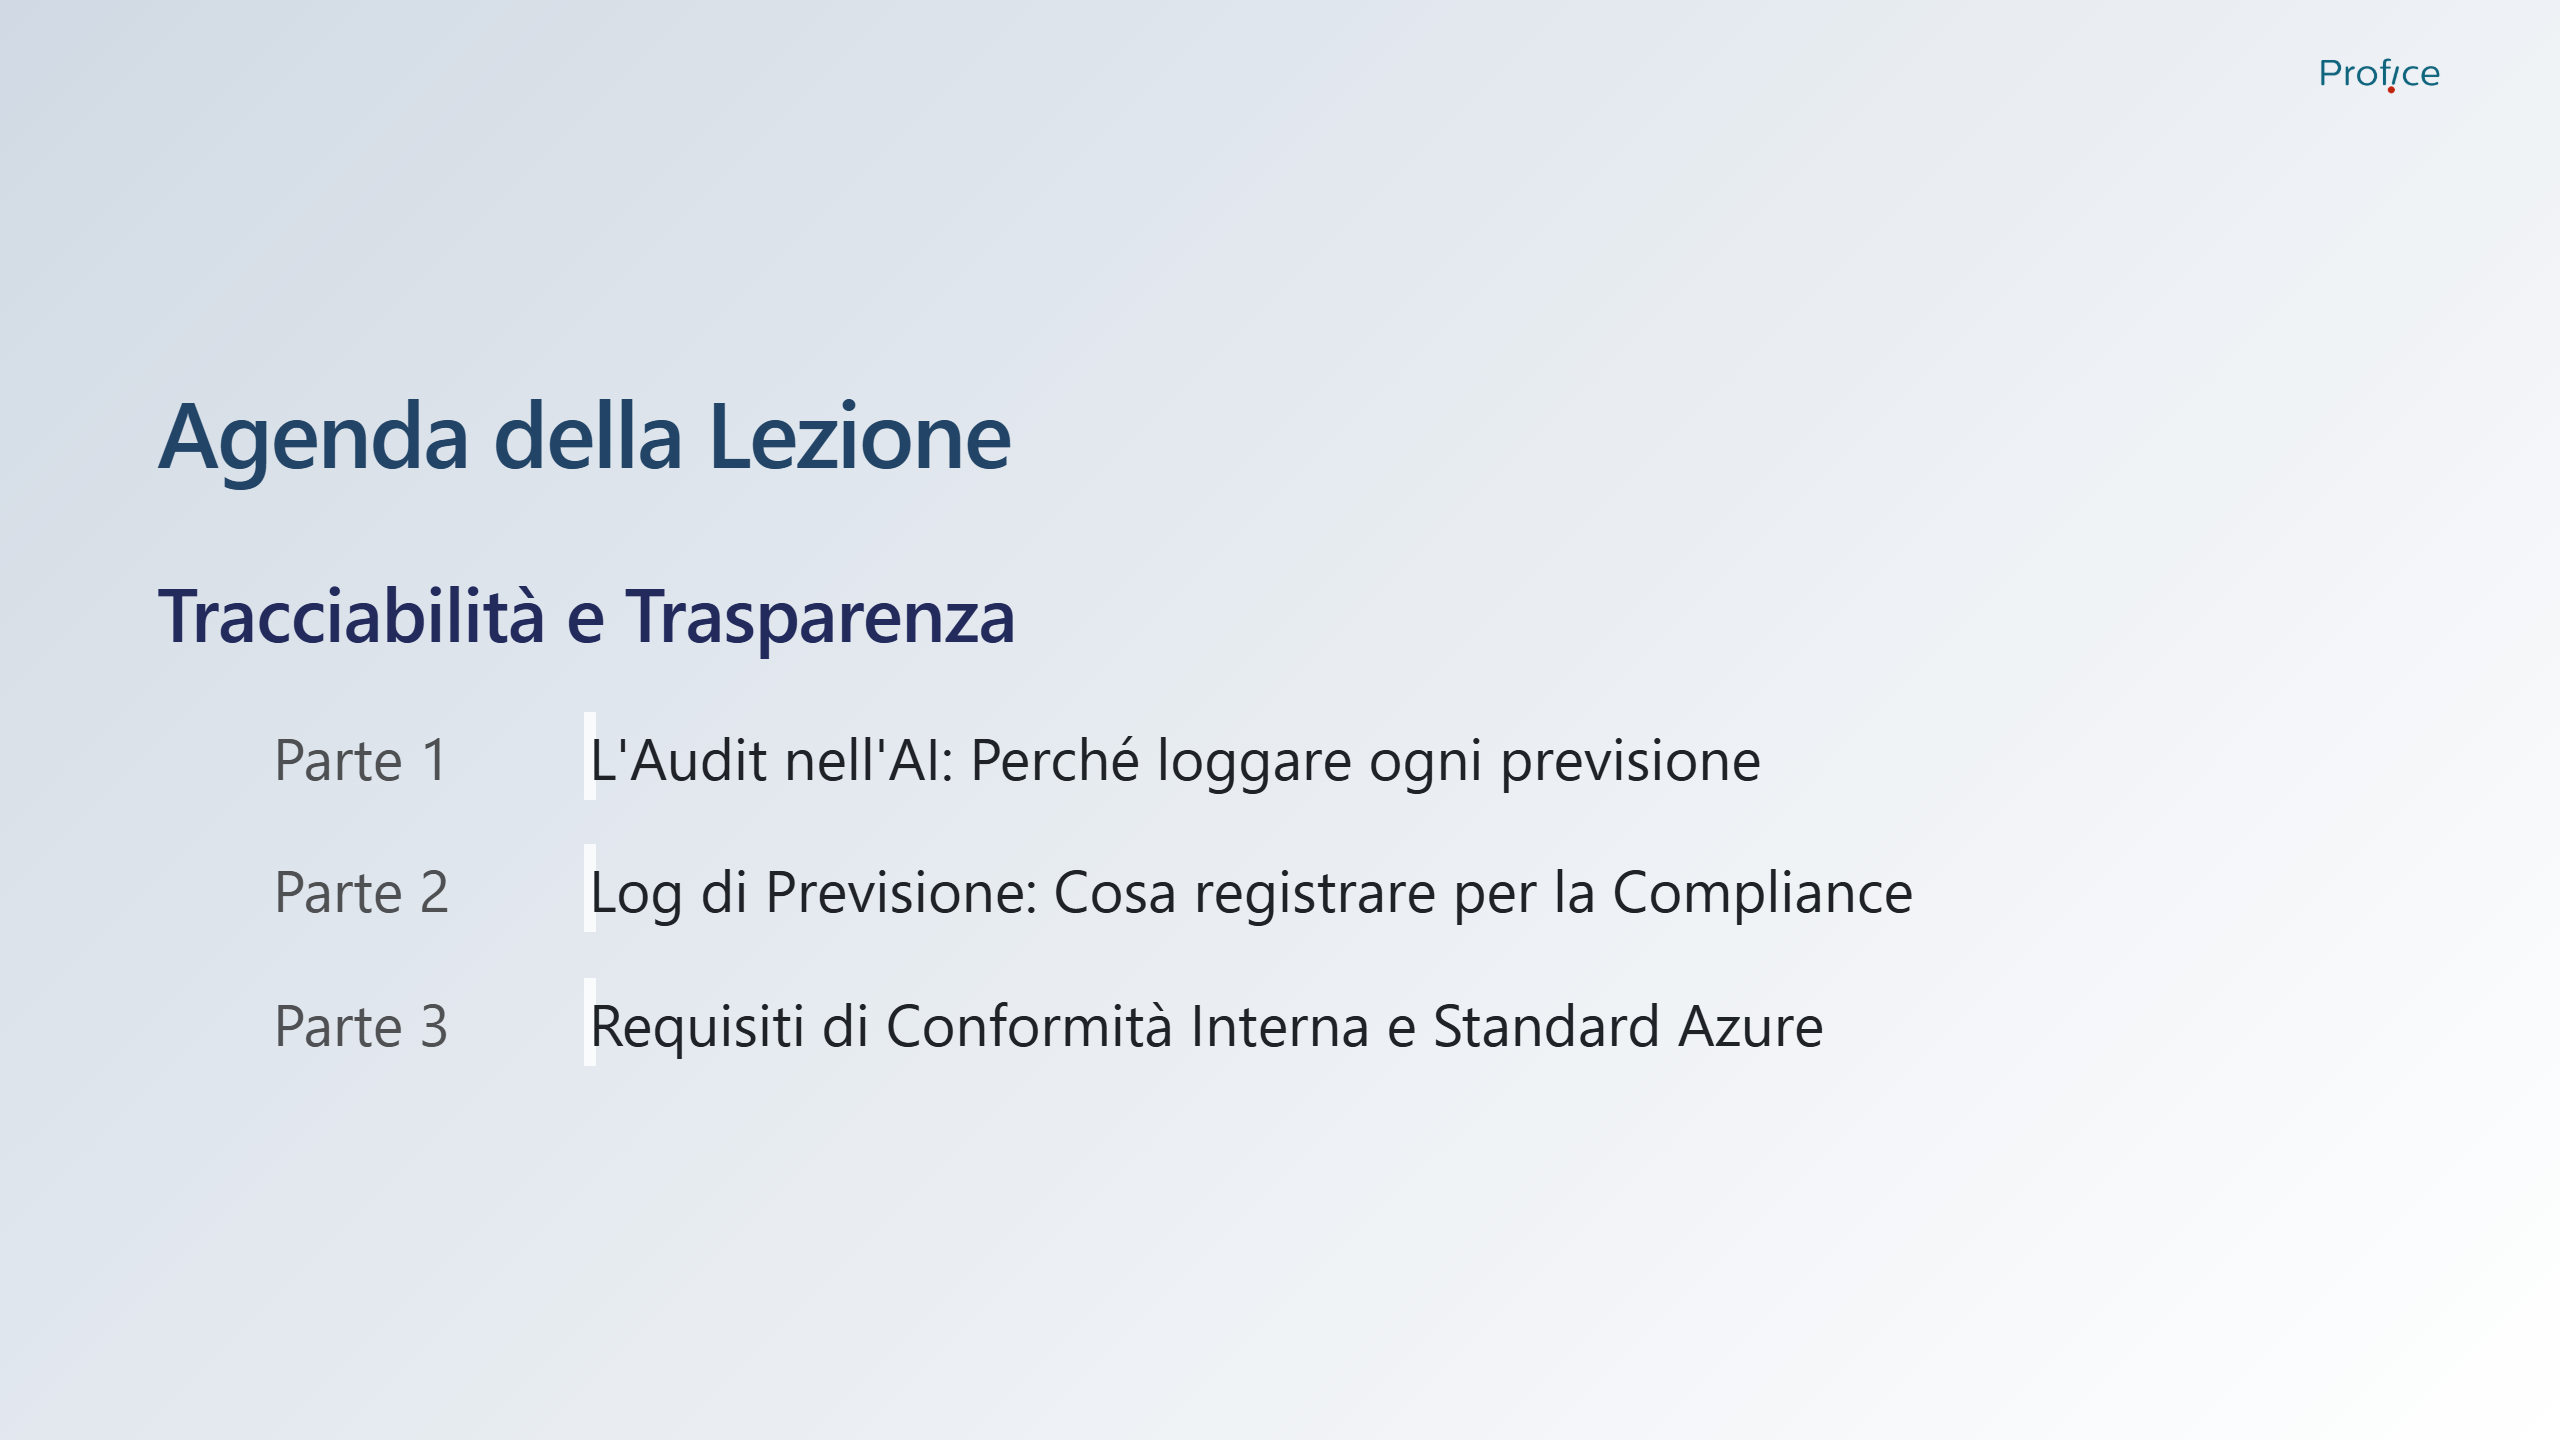 Profice
Agenda della Lezione
Tracciabilità e Trasparenza
Parte 1 L'Audit nell'AI: Perché loggare ogni previsione
Parte 2 Log di Previsione: Cosa registrare per la Compliance
Parte 3 Requisiti di Conformità Interna e Standard Azure